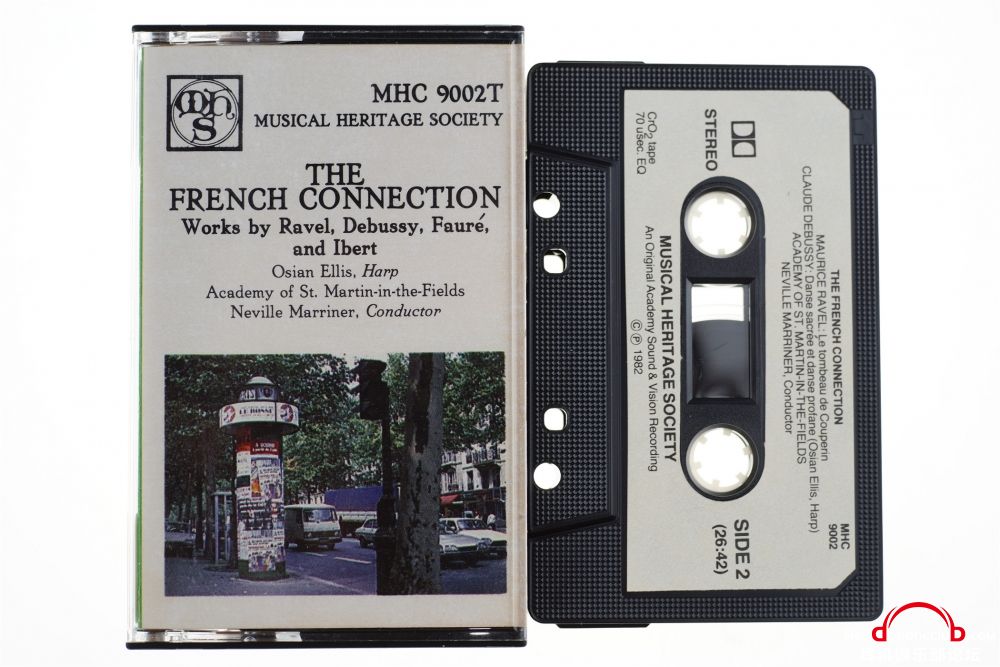 mhs
MHC 9002T
MUSICAL HERITAGE SOCIETY
THE
FRENCH CONNECTION
Works by Ravel, Debussy, Fauré,
and Ibert
Osian Ellis, Harp
Academy of St. Martin-in-the-Fields
Neville Marriner, Conductor
THE FRENCH CONNECTION
MAURICE RAVEL: Le tombeau de Couperin
CLAUDE DEBUSSY: Danse sacrée et danse profane (Osian Ellis, Harp)
ACADEMY OF ST. MARTIN-IN-THE-FIELDS
NEVILLE MARRINER, Conductor
MHC
9002
STEREO
SIDE 2
(26:42)
CrO2 tape
70 µsec. EQ
MUSICAL HERITAGE SOCIETY
An Original Academy Sound & Vision Recording
© ℗ 1982